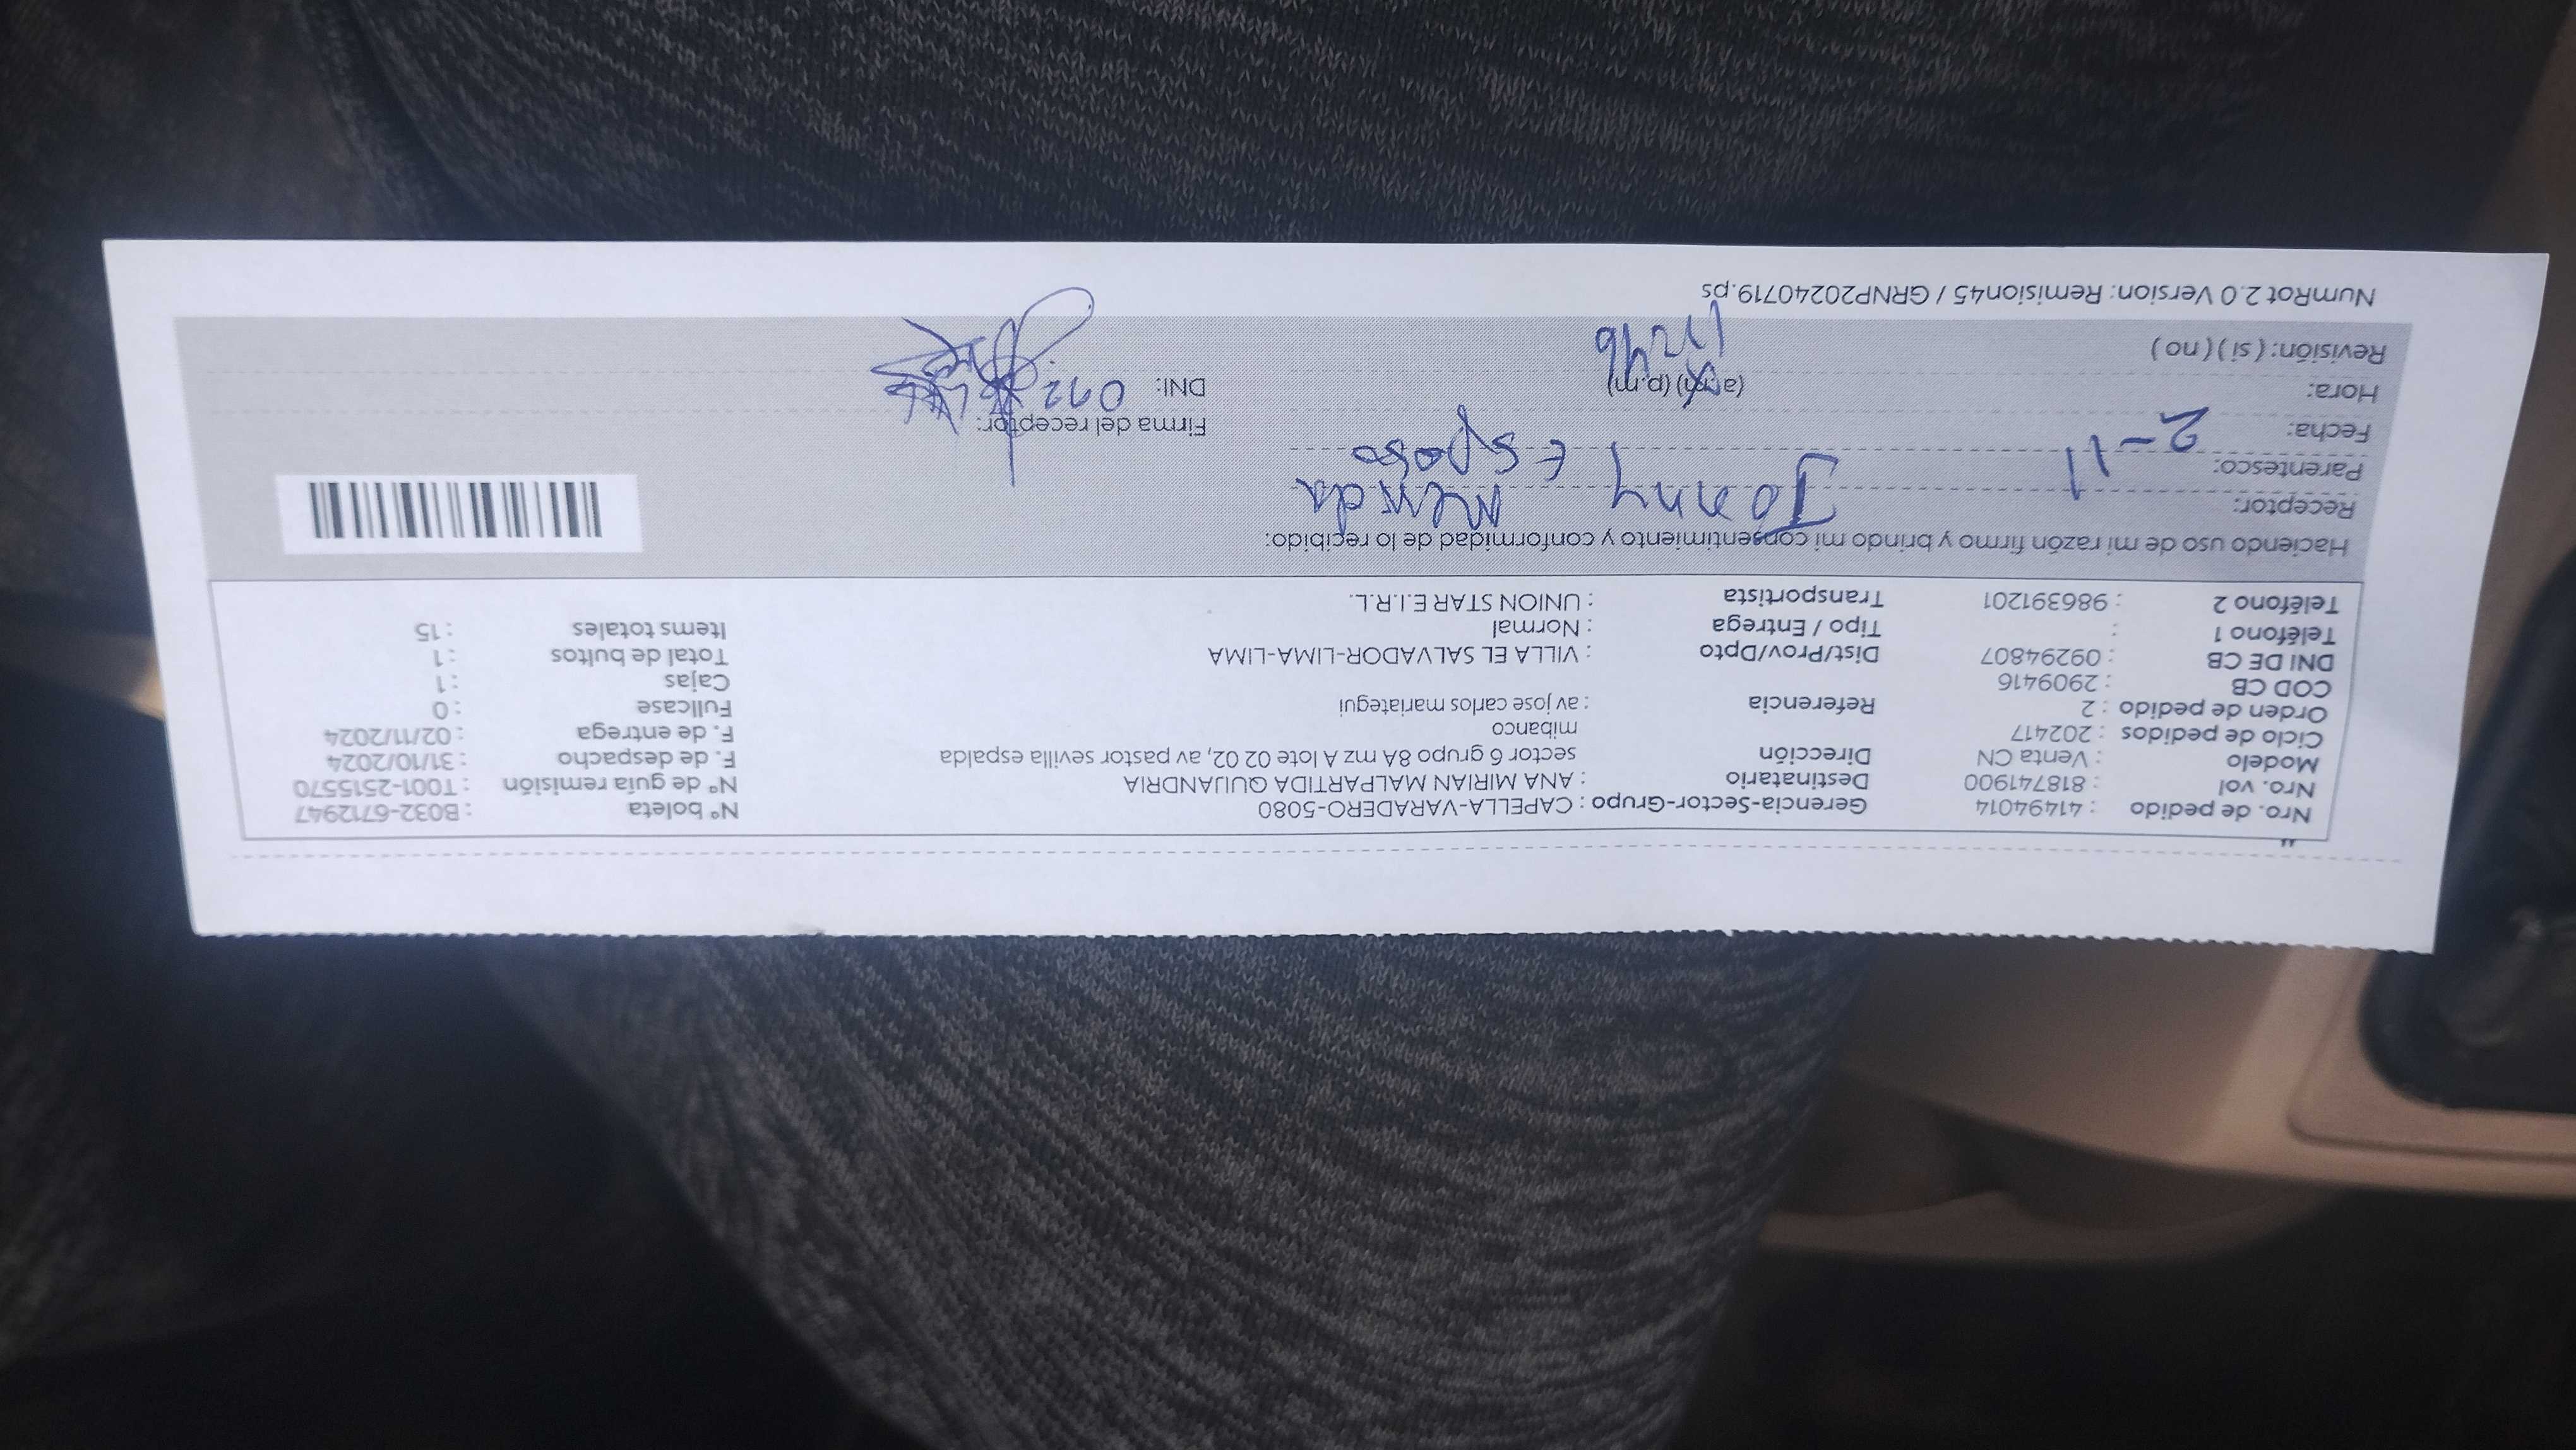 Nro. de pedido : 41494014 Gerencia-Sector-Grupo : CAPELLA-VARADERO-5080 N° boleta : B032-6712947
Nro. vol : 818741900 Destinatario : ANA MIRIAN MALPARTIDA QUIJANDRIA N° de guía remisión : T001-2515570
Modelo : Venta CN Dirección sector 6 grupo 8A mz A lote 02 02, av pastor sevilla espalda F. de despacho : 31/10/2024
mibanco
Ciclo de pedidos : 202417 F. de entrega : 02/11/2024
Orden de pedido : 2 Referencia : av jose carlos mariategui Fullcase : 0
COD CB : 2909416 Cajas : 1
DNI DE CB : 09294807 Dist/Prov/Dpto : VILLA EL SALVADOR-LIMA-LIMA Total de bultos : 1
Teléfono 1 : Tipo / Entrega : Normal Items totales : 15
Teléfono 2 : 986391201 Transportista : UNION STAR E.I.R.L.
Haciendo uso de mi razón firmo y brindo mi consentimiento y conformidad de lo recibido:
Receptor: Jonny
Parentesco: Esposo
Fecha: 2-11 Firma del receptor:
Hora: (a.m) (p.m) DNI:
Revisión: ( si ) ( no )
NumRot 2.0 Version: Remision45 / GRNP20240719.ps